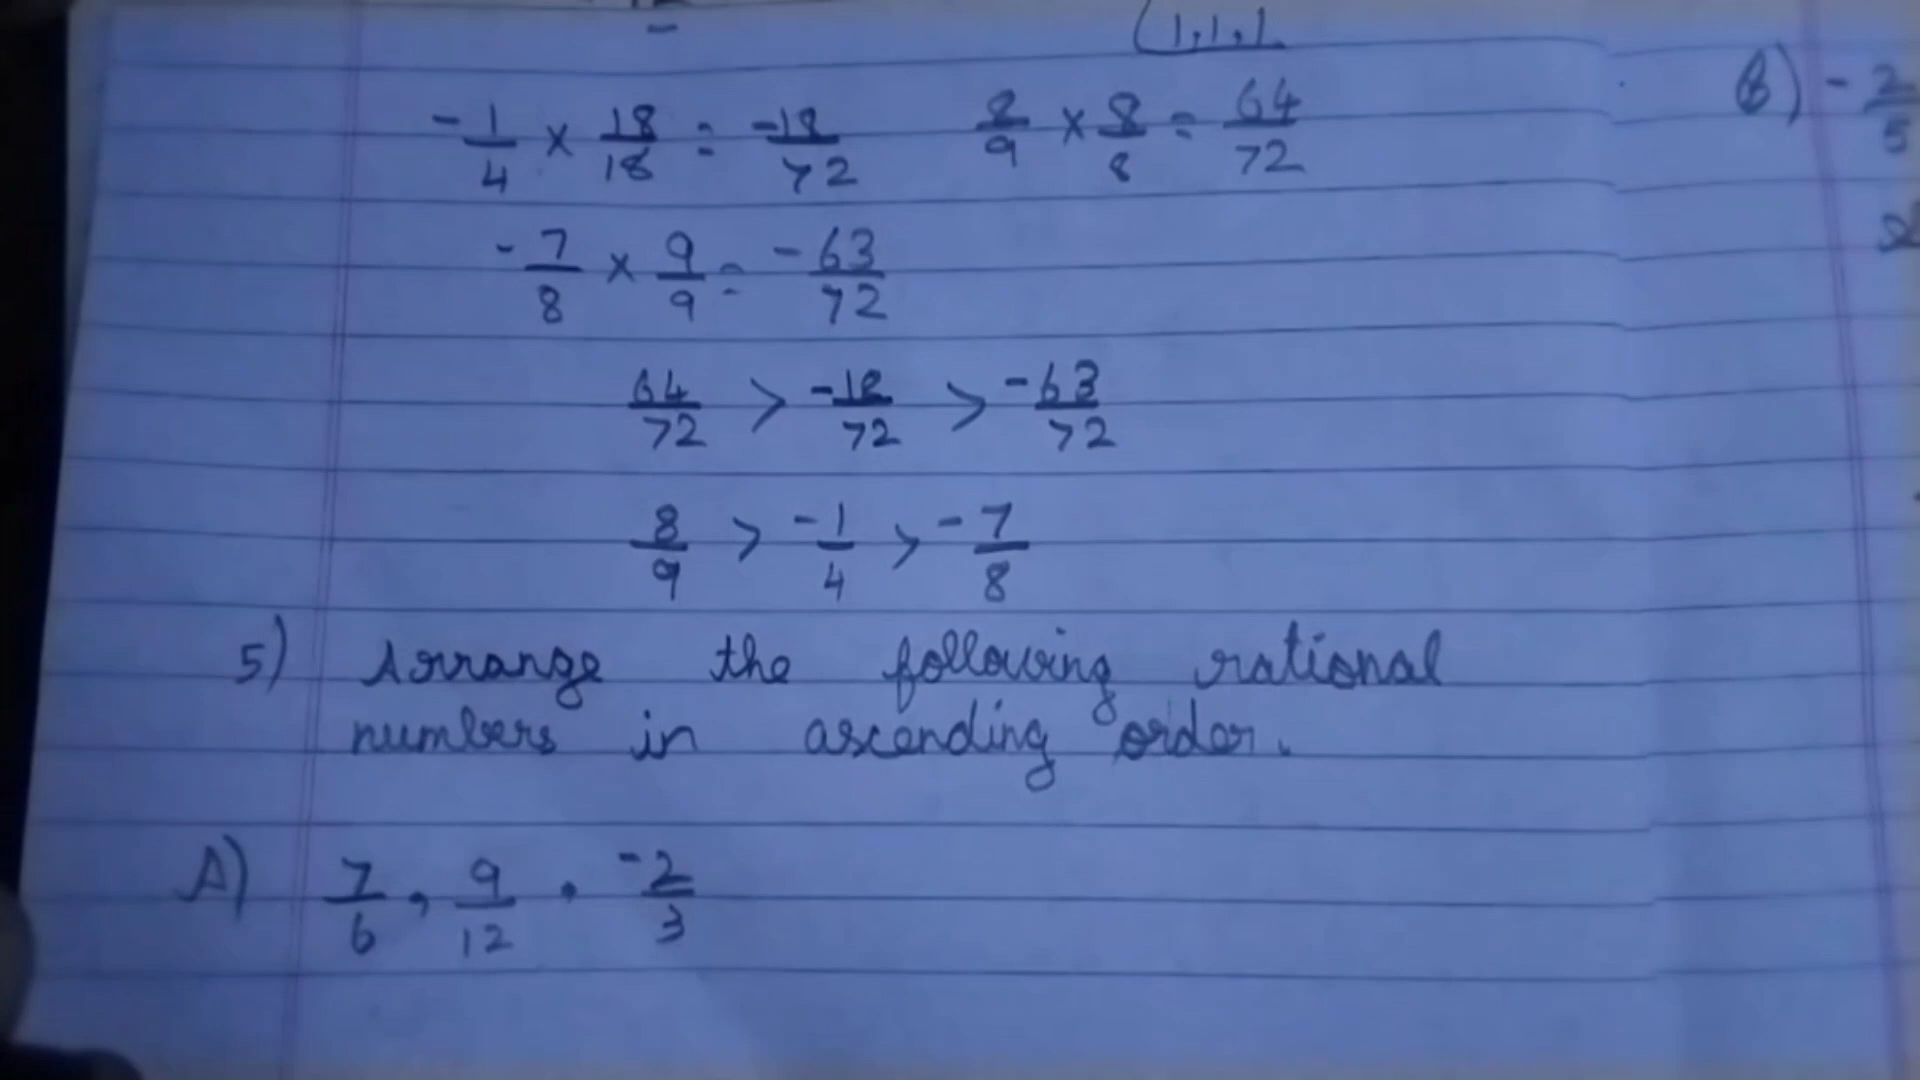 (1,1,1
-1/4 × 18/18 = -18/72    8/9 × 8/8 = 64/72
-7/8 × 9/9 = -63/72
64/72 > -18/72 > -63/72
8/9 > -1/4 > -7/8
5) Arrange the following rational
numbers in ascending order.
A) 7/6, 9/12, -2/3
B) -2/5